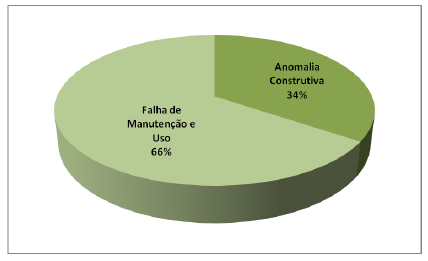 Anomalia
Construtiva
34%
Falha de
Manutenção e
Uso
66%